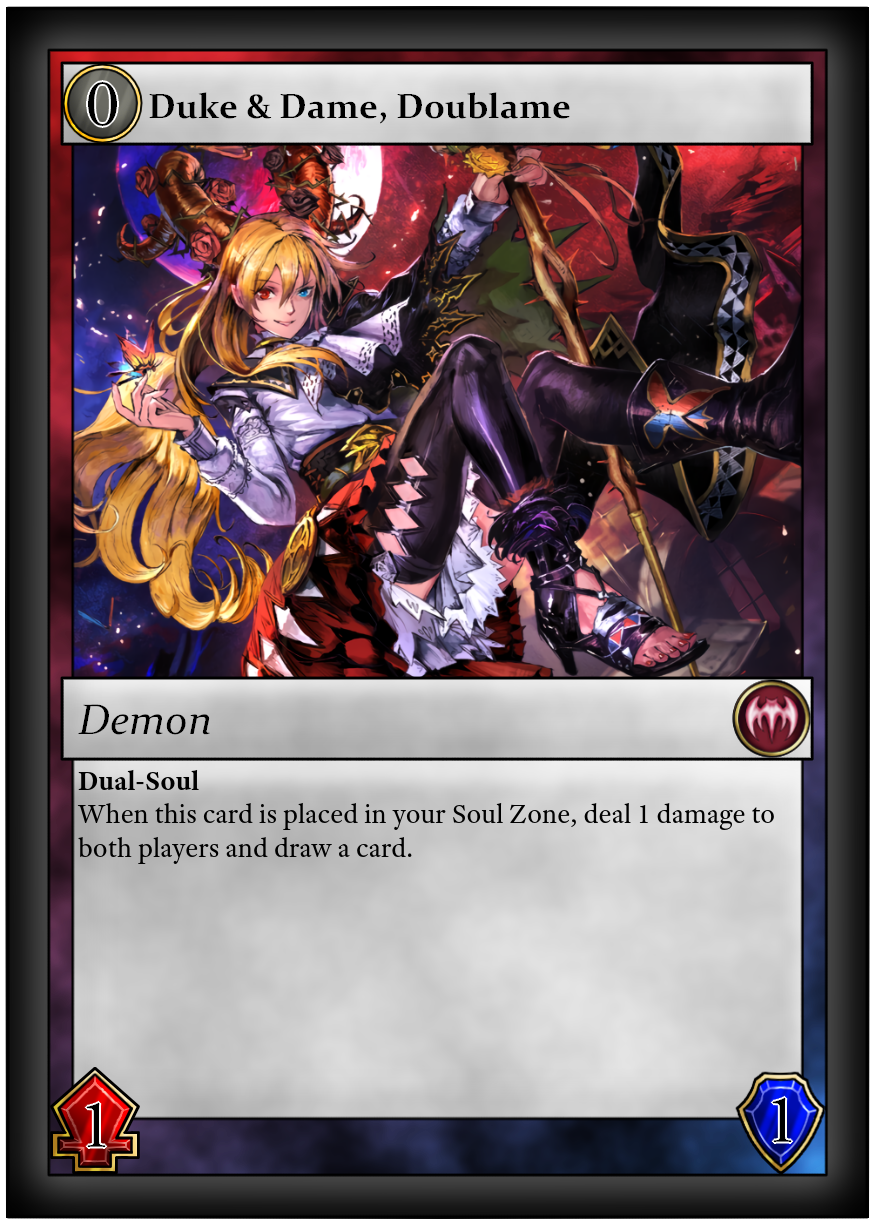 0
Duke & Dame, Doublame
Demon
Dual-Soul
When this card is placed in your Soul Zone, deal 1 damage to
both players and draw a card.
1
1